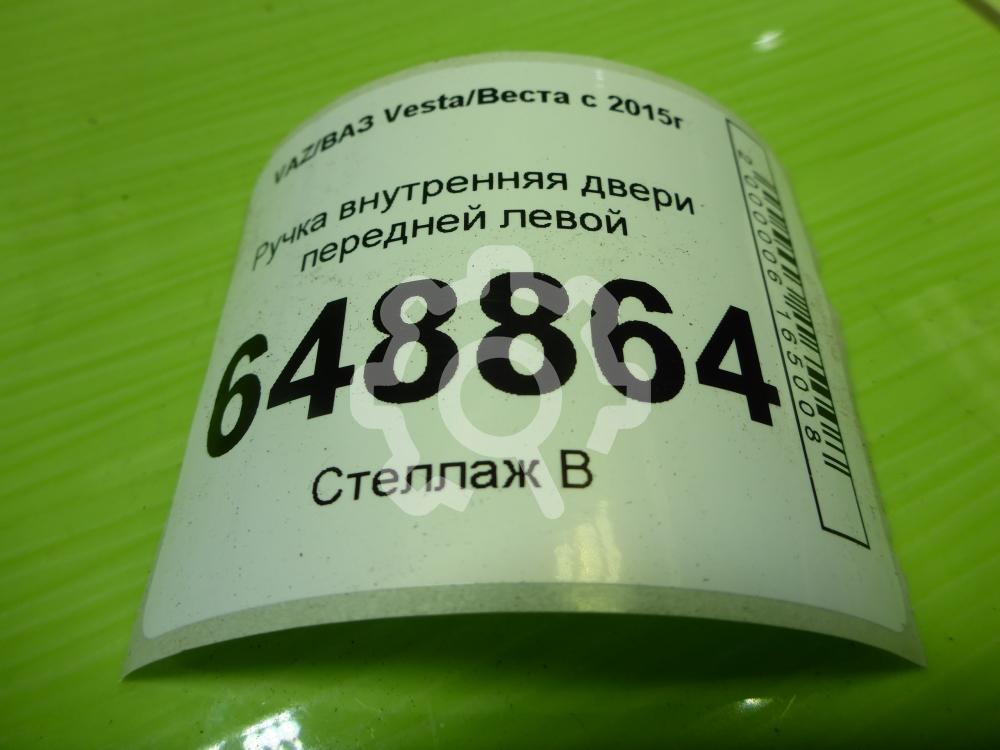 VAZ/ВАЗ Vesta/Веста с 2015г
Ручка внутренняя двери
передней левой
648864
Стеллаж В
2000006165008